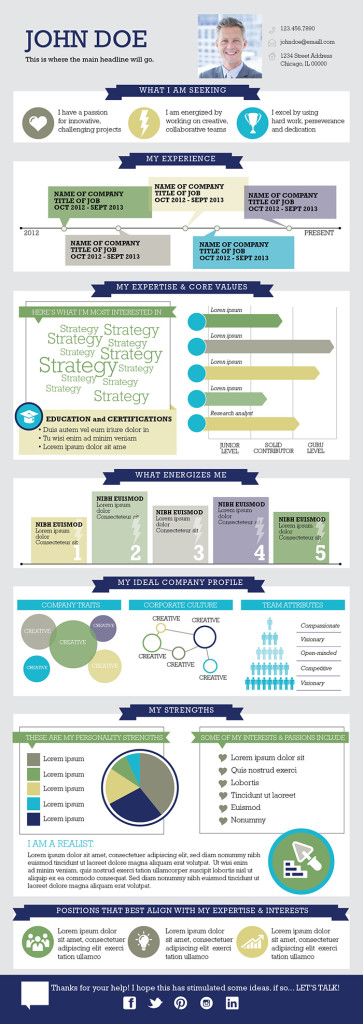 JOHN DOE
This is where the main headline will go.
123.456.7890
johndoe@emaill.com
1234 Street Address
Chicago, IL 00000
WHAT I AM SEEKING
I have a passion
for innovative,
challenging projects
I am energized by
working on creative,
collaborative teams
I excel by using
hard work, perseverance
and dedication
MY EXPERIENCE
NAME OF COMPANY
TITLE OF JOB
OCT 2012 - SEPT 2013
NAME OF COMPANY
TITLE OF JOB
OCT 2012 - SEPT 2013
NAME OF COMPANY
TITLE OF JOB
OCT 2012 - SEPT 2013
2012
PRESENT
NAME OF COMPANY
TITLE OF JOB
OCT 2012 - SEPT 2013
NAME OF COMPANY
TITLE OF JOB
OCT 2012 - SEPT 2013
MY EXPERTISE & CORE VALUES
HERE'S WHAT I'M MOST INTERESTED IN
Strategy
Strategy
Strategy
Strategy
Strategy
Strategy
Strategy
Strategy
Strategy
Strategy
EDUCATION and CERTIFICATIONS
• Duis autem vel eum iriure dolor in
• Tu wisi enim ad minim veniam
• Lorem ipsum dolor sit ame
Lorem ipsum
Lorem ipsum
Lorem ipsum
Lorem ipsum
Research analyst
JUNIOR
LEVEL
SOLID
CONTRIBUTOR
GURU
LEVEL
WHAT ENERGIZES ME
NIBH EUISMOD
Lorem ipsum
dolor
Consecteteur sit
1
NIBH EUISMOD
Lorem ipsum
dolor
Consecteteur sit
2
NIBH EUISMOD
Lorem ipsum
dolor
Consecteteur sit
3
NIBH EUISMOD
Lorem ipsum
dolor
Consecteteur sit
4
NIBH EUISMOD
Lorem ipsum
dolor
Consecteteur sit
5
MY IDEAL COMPANY PROFILE
COMPANY TRAITS
CREATIVE
CREATIVE
CREATIVE
CREATIVE
CREATIVE
CORPORATE CULTURE
CREATIVE
CREATIVE
CREATIVE
CREATIVE
TEAM ATTRIBUTES
Compassionate
Visionary
Open-minded
Competitive
Visionary
MY STRENGTHS
THESE ARE MY PERSONALITY STRENGTHS
Lorem ipsum
Lorem ipsum
Lorem ipsum
Lorem ipsum
Lorem ipsum
SOME OF MY INTERESTS & PASSIONS INCLUDE
Lorem ipsum dolor sit
Quis nostrud exerci
Lobortis
Tincidunt ut laoreet
Euismod
Nonummy
I AM A REALIST.
Lorem ipsum dolor sit amet, consectetuer
adipiscing elit, sed diam nonummy nibh
euismod tincidunt ut laoreet dolore magna
aliquam erat volutpat. Ut wisi enim ad
minim veniam, quis nostrud exerci tation
ullamcorper suscipit lobortis nisl ut aliquip
ex ea commodo consequat. Sed diam nonummy
euismod tincidunt ut laoreet dolore magna
POSITIONS THAT BEST ALIGN WITH MY EXPERTISE & INTERESTS
Lorem ipsum dolor
sit amet, consectetuer
adipiscing elit exerci
tation ullamco
Lorem ipsum dolor
sit amet, consectetuer
adipiscing elit exerci
tation ullamco
Lorem ipsum dolor
sit amet, consectetuer
adipiscing elit exerci
tation ullamco
Thanks for your help! I hope this has stimulated some ideas. if so... LET'S TALK!